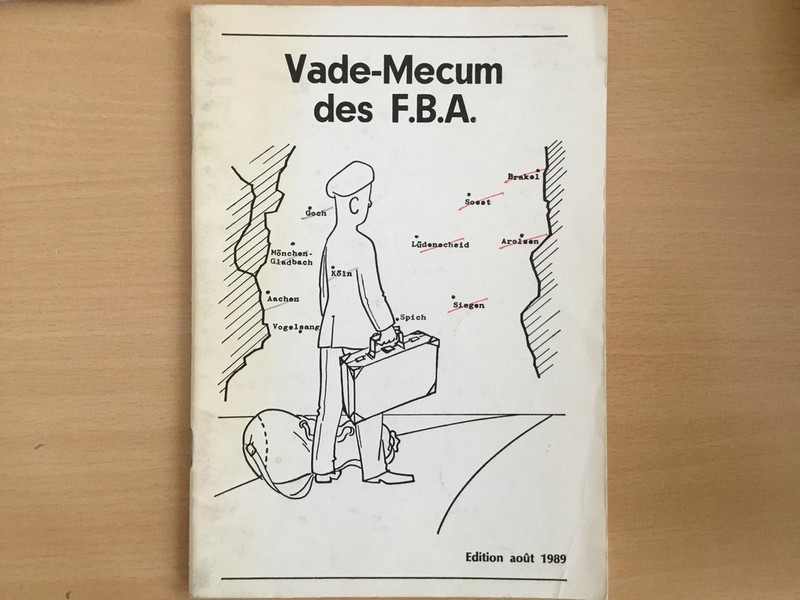 Vade-Mecum
des F.B.A.
Brakel
Soest
Goch
Lüdenscheid
Arolsen
Mönchen-
Gladbach
Köln
Aachen
Siegen
Spich
Vogelsang
Edition août 1989